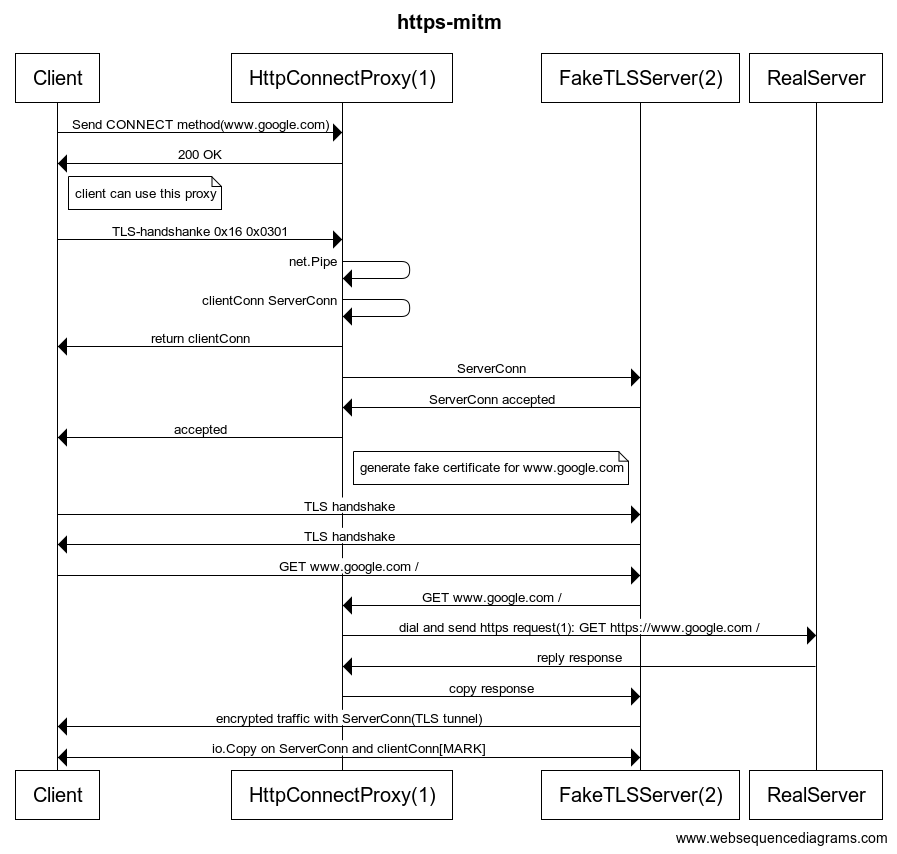 https-mitm
Client
HttpConnectProxy(1)
FakeTLSServer(2)
RealServer
Send CONNECT method(www.google.com)
200 OK
client can use this proxy
TLS-handshanke 0x16 0x0301
net.Pipe
clientConn ServerConn
return clientConn
ServerConn
ServerConn accepted
accepted
generate fake certificate for www.google.com
TLS handshake
TLS handshake
GET www.google.com /
GET www.google.com /
dial and send https request(1): GET https://www.google.com /
reply response
copy response
encrypted traffic with ServerConn(TLS tunnel)
io.Copy on ServerConn and clientConn[MARK]
Client
HttpConnectProxy(1)
FakeTLSServer(2)
RealServer
www.websequencediagrams.com